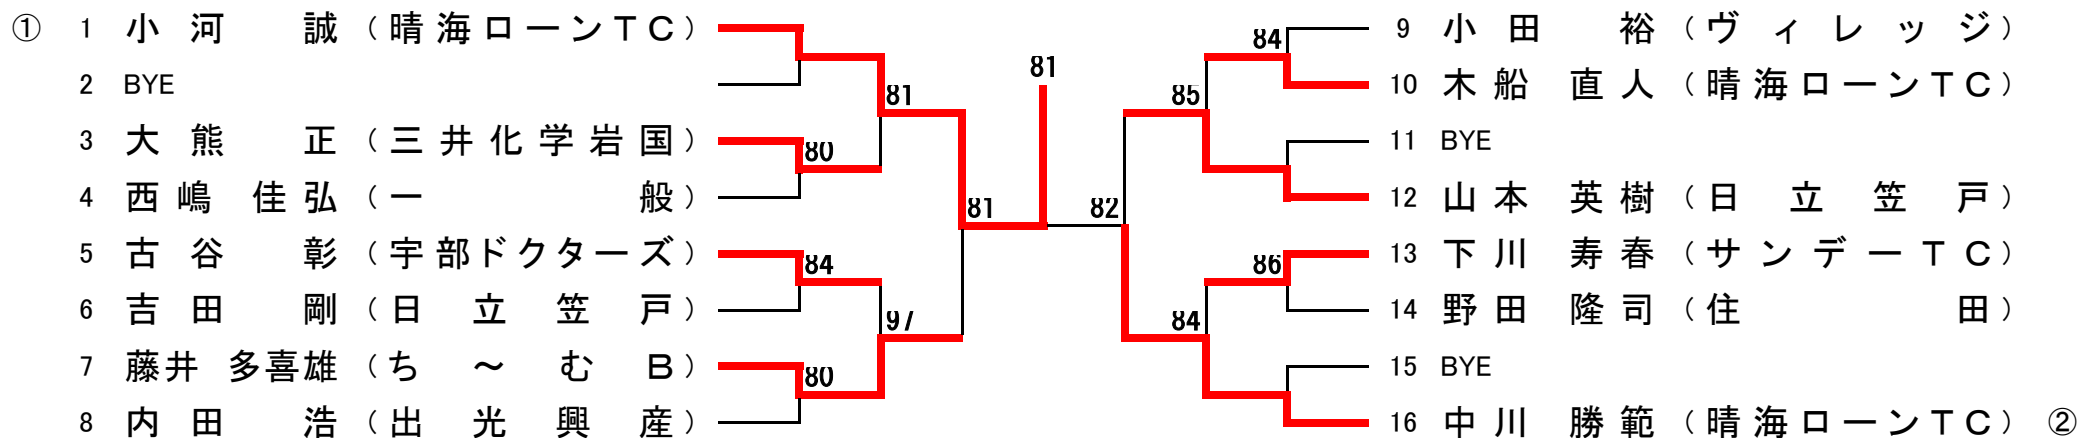 ① 1 小河 誠 (晴海ローンTC)
2 BYE
3 大熊 正 (三井化学岩国)
4 西嶋 佳弘 (一般)
5 古谷 彰 (宇部ドクターズ)
6 吉田 剛 (日立笠戸)
7 藤井 多喜雄 (ち～むB)
8 内田 浩 (出光興産)
81
80
84
97
80
81
81
82
84
85
86
84
9 小田 裕 (ヴィレッジ)
10 木船 直人 (晴海ローンTC)
11 BYE
12 山本 英樹 (日立笠戸)
13 下川 寿春 (サンデーTC)
14 野田 隆司 (住田)
15 BYE
16 中川 勝範 (晴海ローンTC) ②